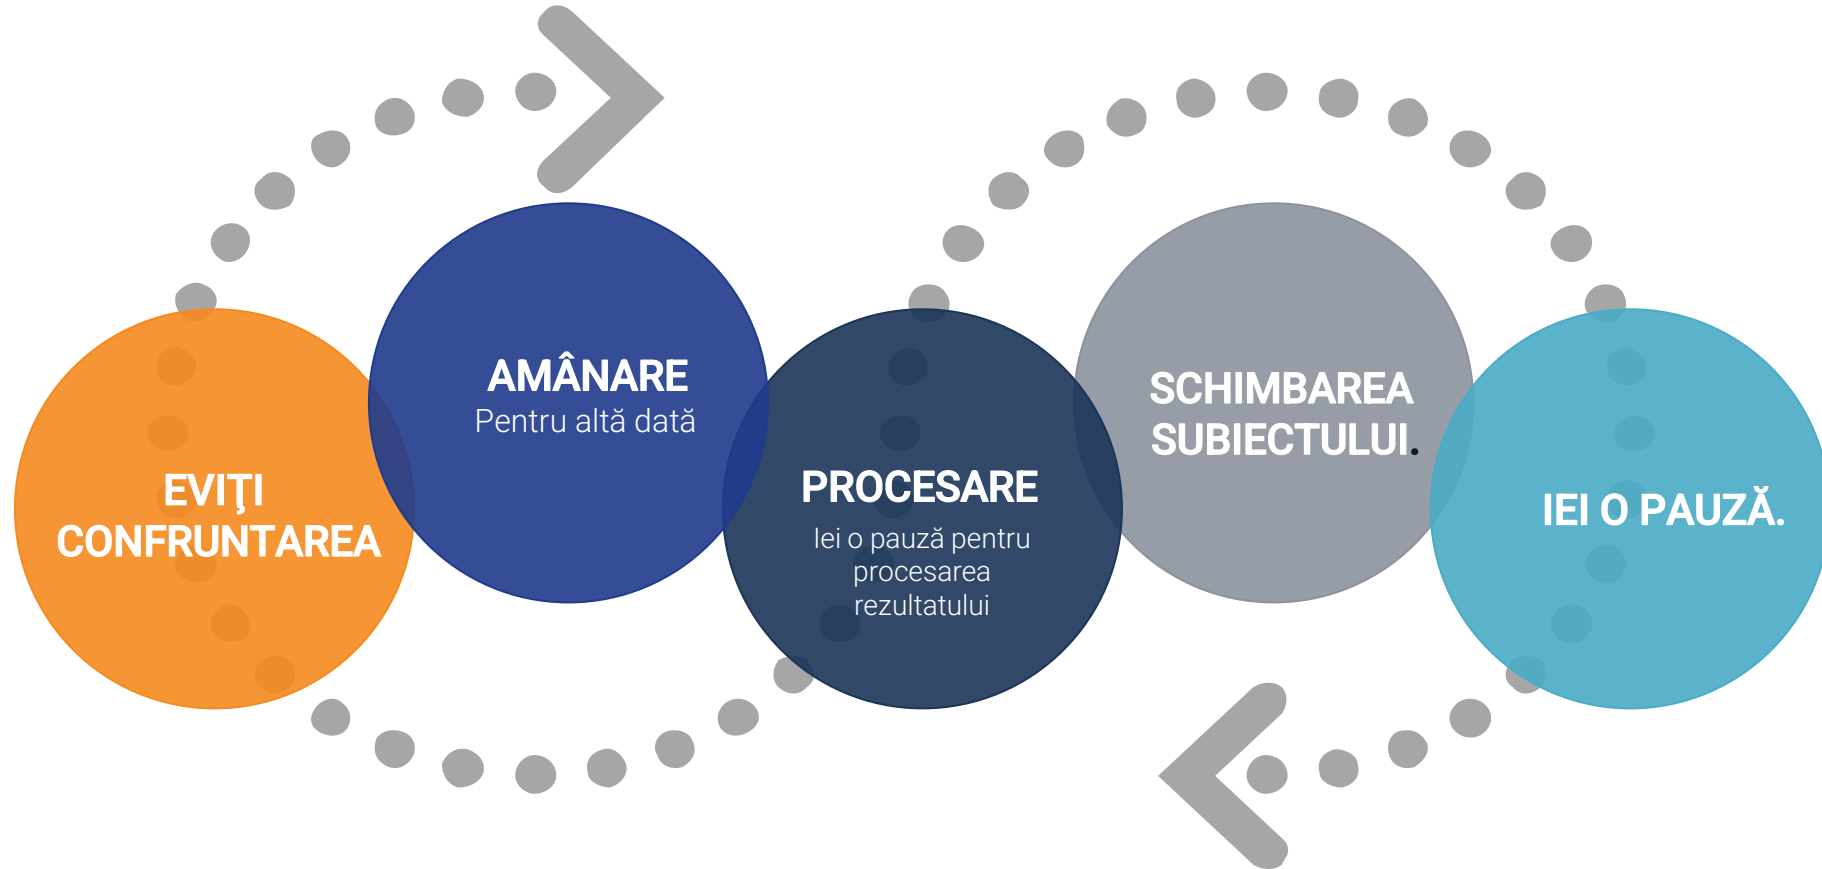 EVIŢI
CONFRUNTAREA
AMÂNARE
Pentru altă dată
PROCESARE
Iei o pauză pentru
procesarea
rezultatului
SCHIMBAREA
SUBIECTULUI.
IEI O PAUZĂ.